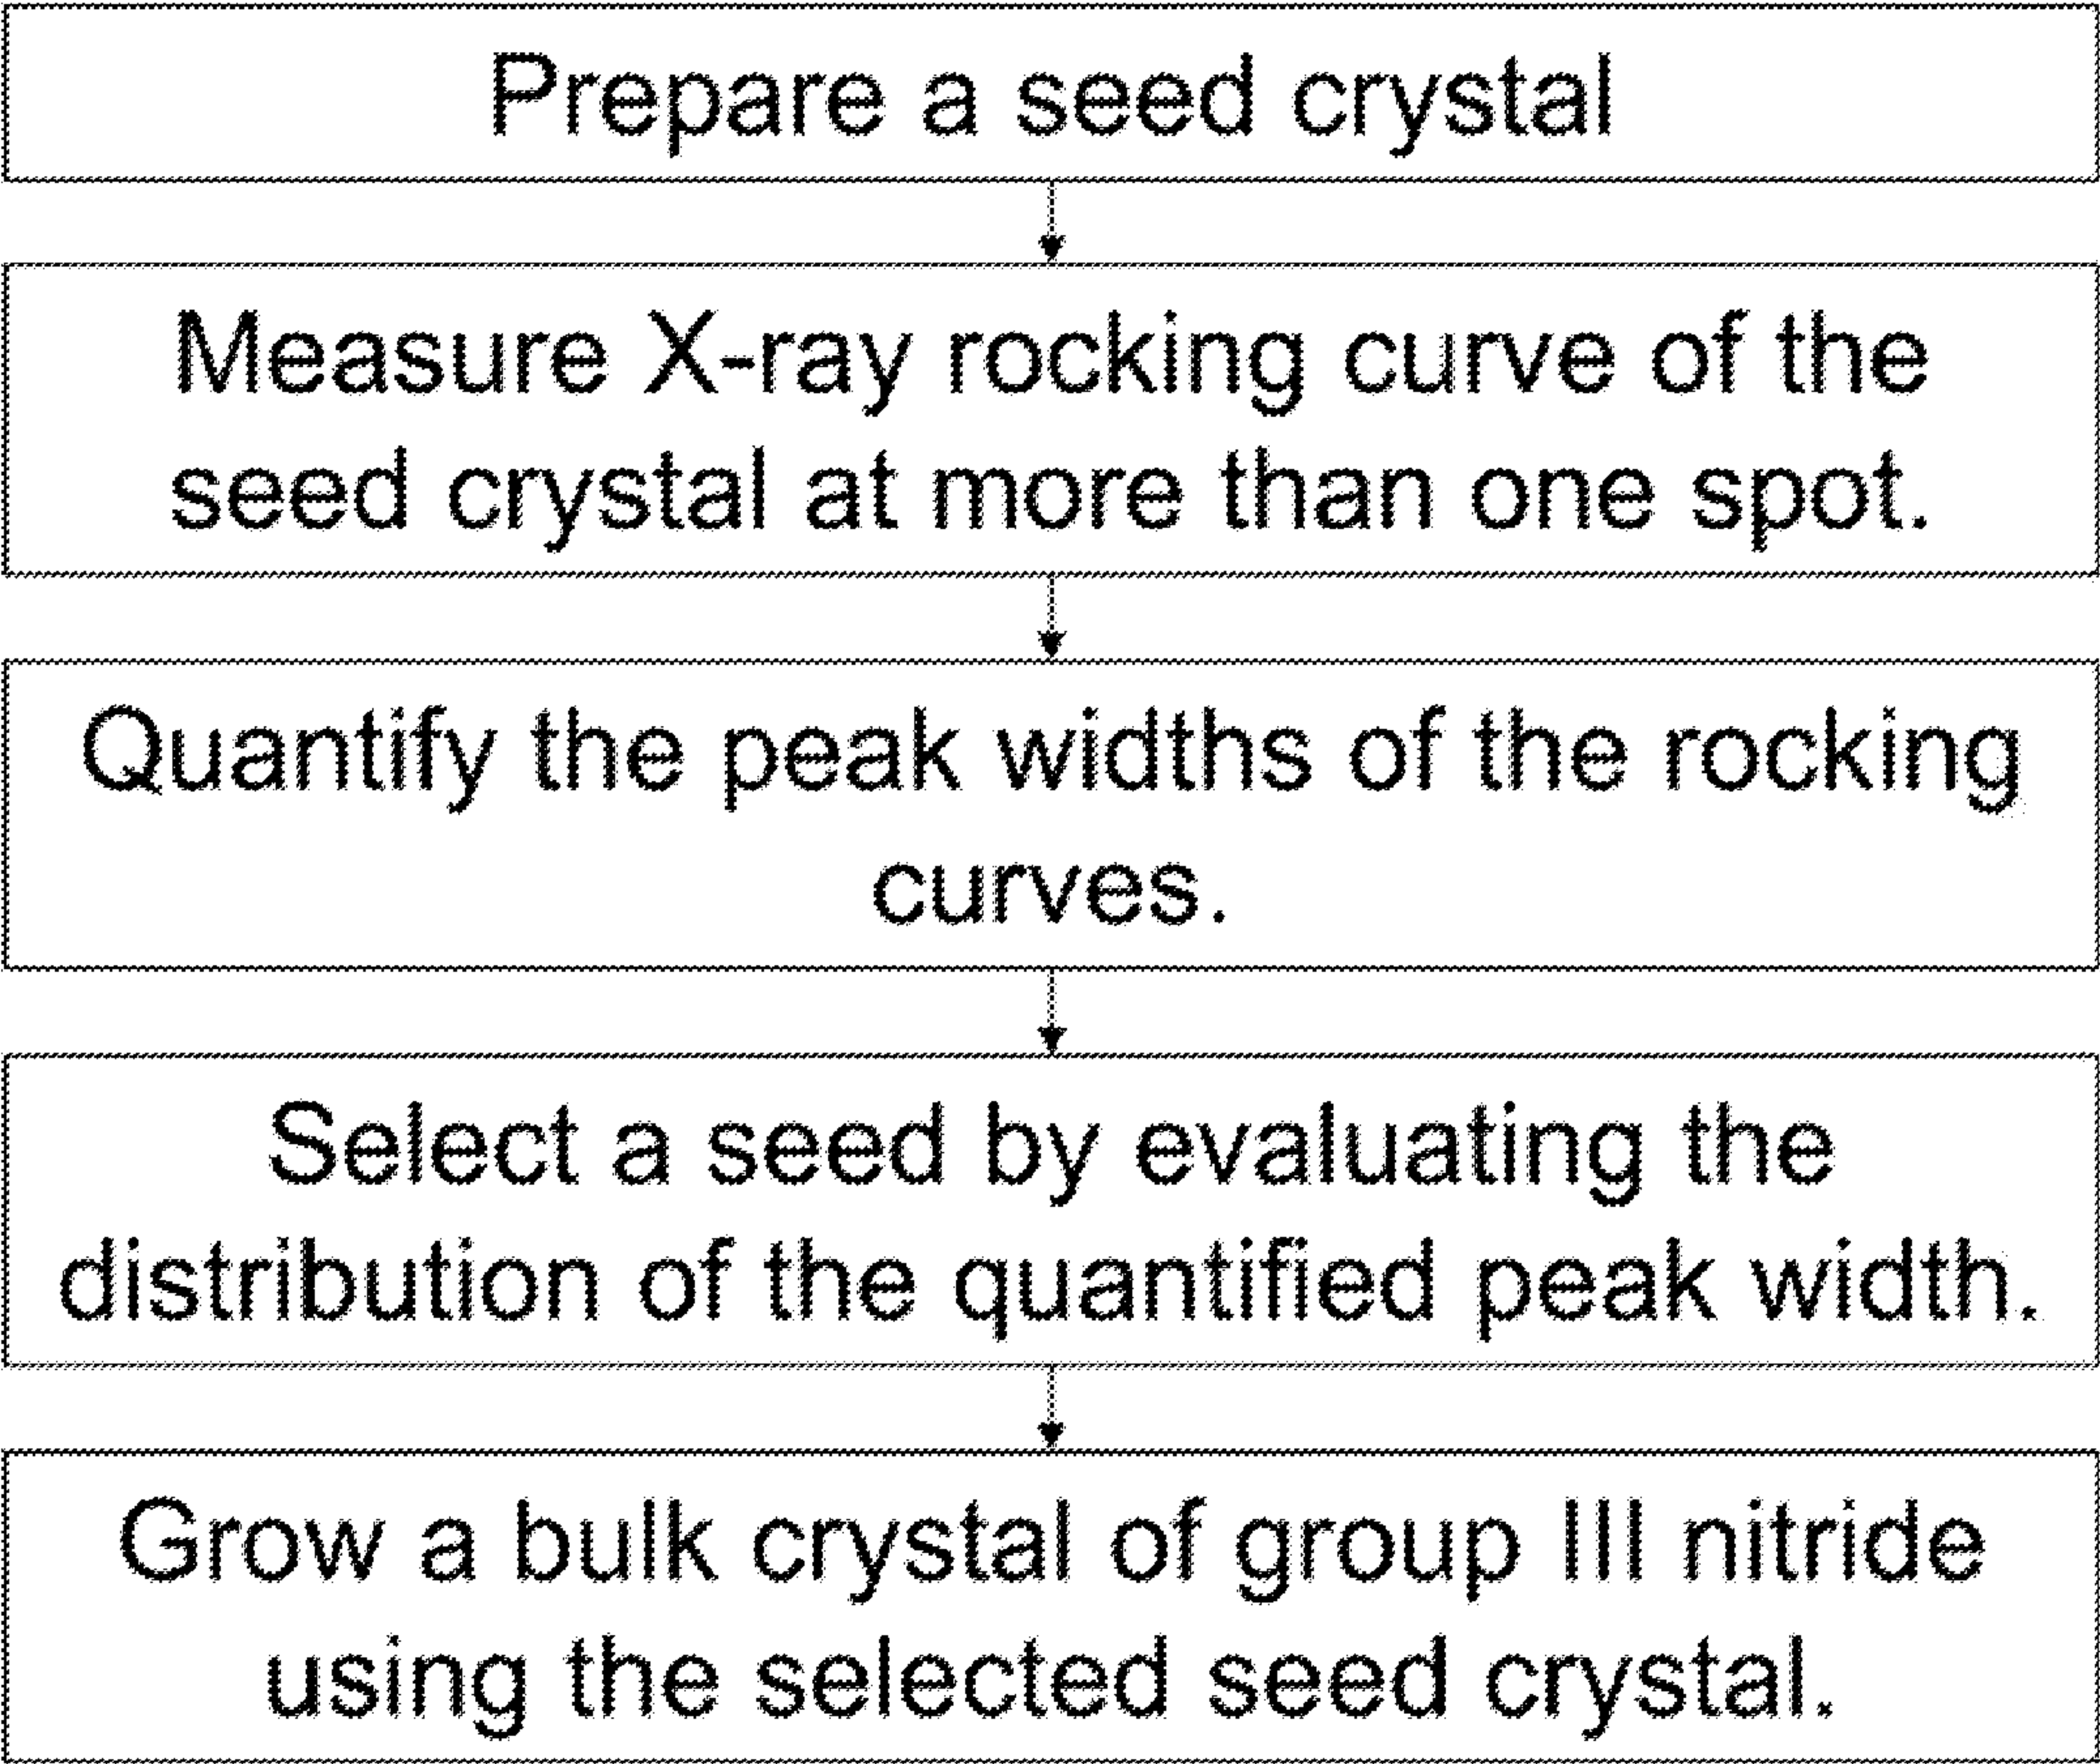 Prepare a seed crystal
Measure X-ray rocking curve of the
seed crystal at more than one spot.
Quantify the peak widths of the rocking
curves.
Select a seed by evaluating the
distribution of the quantified peak width.
Grow a bulk crystal of group III nitride
using the selected seed crystal.